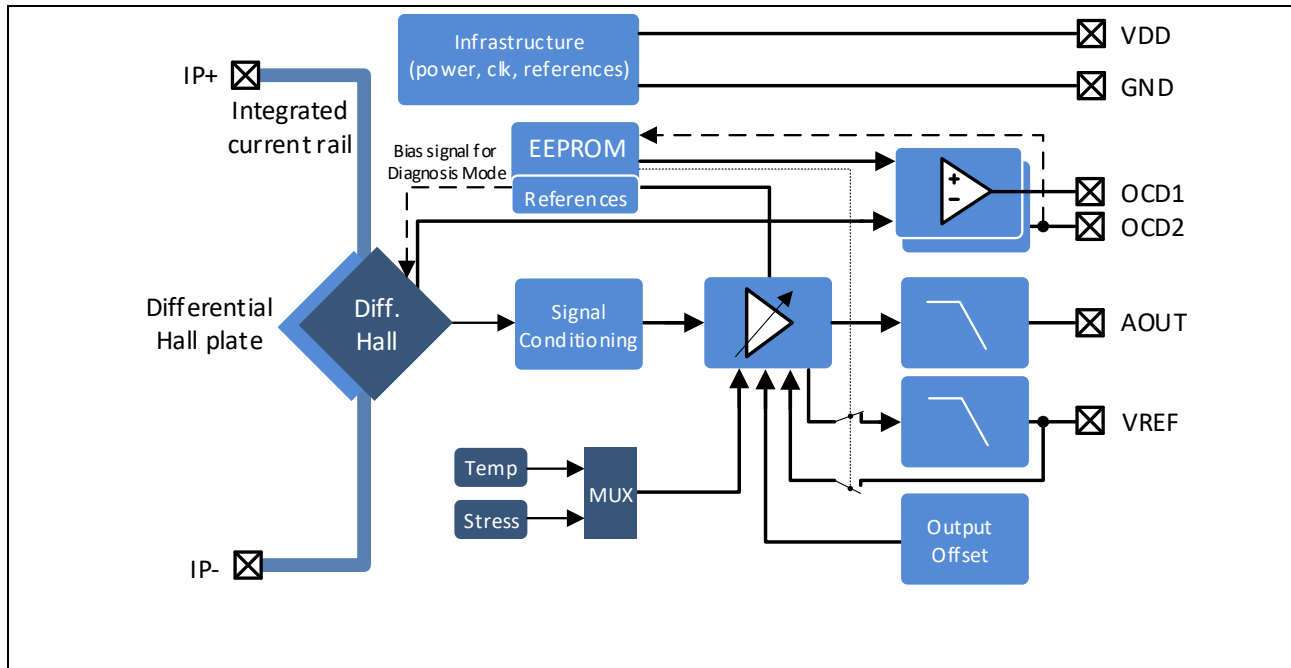 Infrastructure
(power, clk, references)
VDD
GND
IP+
Integrated
current rail
Bias signal for
Diagnosis Mode
EEPROM
References
+
-
OCD1
OCD2
Differential
Hall plate
Diff.
Hall
Signal
Conditioning
AOUT
VREF
Temp
Stress
MUX
Output
Offset
IP-